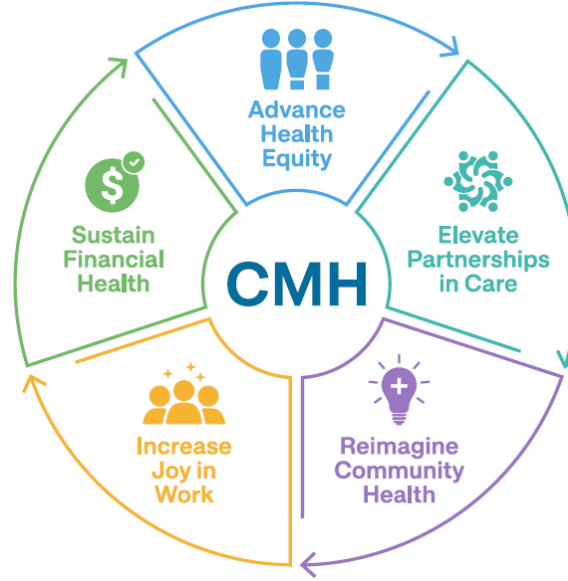 Advance
Health
Equity
Elevate
Partnerships
in Care
Reimagine
Community
Health
Increase
Joy in
Work
Sustain
Financial
Health
CMH
$